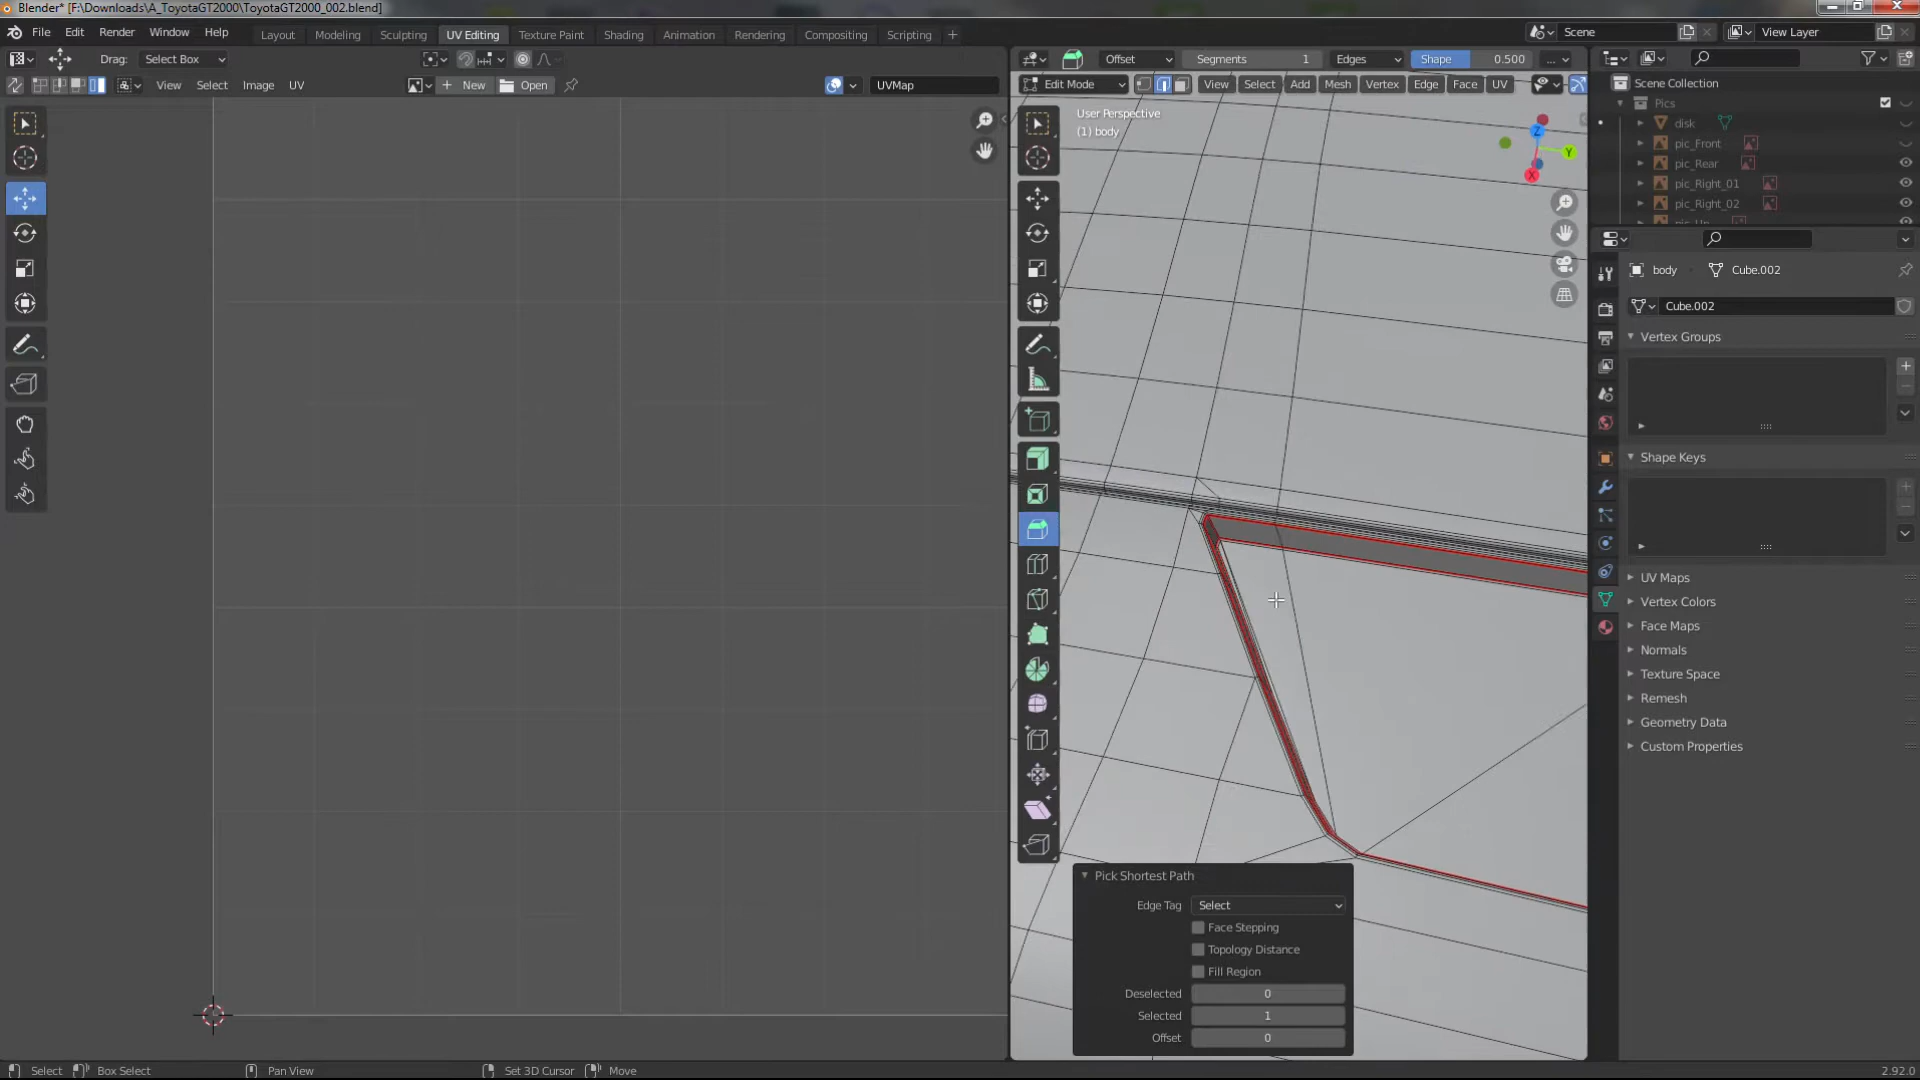 Blender* [F:\Downloads\A_ToyotaGT2000\ToyotaGT2000_002.blend]
File Edit Render Window Help Layout Modeling Sculpting UV Editing Texture Paint Shading Animation Rendering Compositing Scripting + Scene View Layer
Drag: Select Box Offset Segments 1 Edges Shape 0.500 ...
View Select Image UV New Open UVMap Edit Mode View Select Add Mesh Vertex Edge Face UV
Scene Collection
Pics
disk
pic_Front
pic_Rear
pic_Right_01
pic_Right_02
User Perspective
(1) body
Z
Y
X
body Cube.002
Cube.002
Vertex Groups
Shape Keys
UV Maps
Vertex Colors
Face Maps
Normals
Texture Space
Remesh
Geometry Data
Custom Properties
Pick Shortest Path
Edge Tag Select
Face Stepping
Topology Distance
Fill Region
Deselected 0
Selected 1
Offset 0
Select Box Select Pan View Set 3D Cursor Move 2.92.0